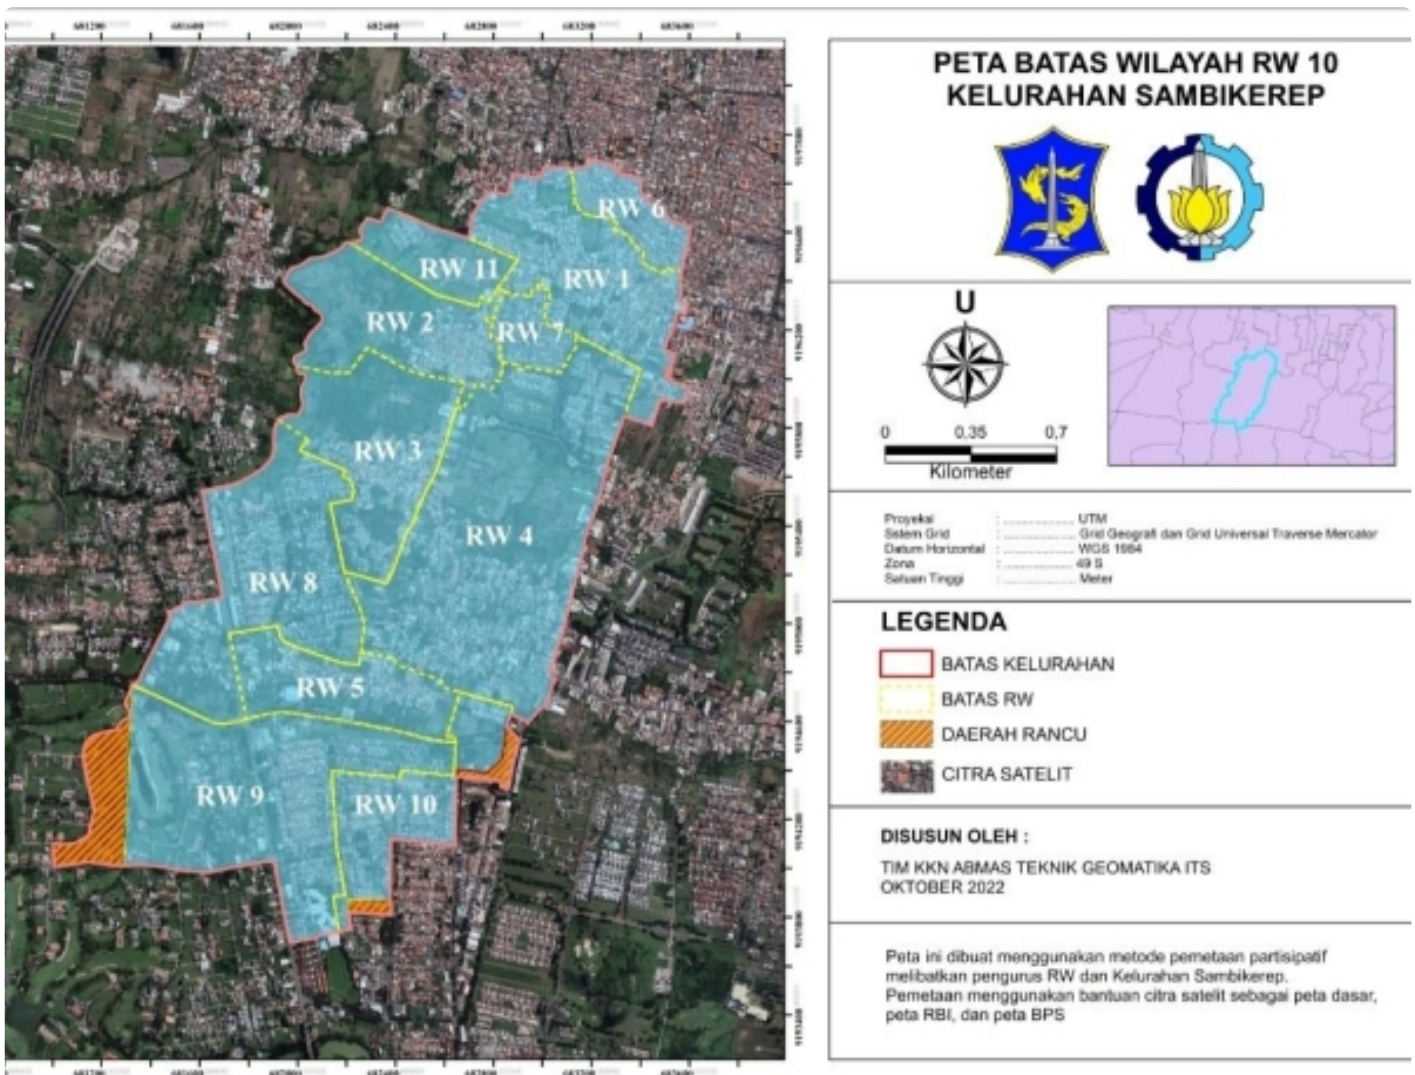 PETA BATAS WILAYAH RW 10
KELURAHAN SAMBIKEREP
U
0 0,35 0,7
Kilometer
Proyeksi : UTM
Sistem Grid : Grid Geografi dan Grid Universal Traverse Mercator
Datum Horizontal : WGS 1984
Zona : 49 S
Satuan Tinggi : Meter
LEGENDA
BATAS KELURAHAN
BATAS RW
DAERAH RANCU
CITRA SATELIT
DISUSUN OLEH :
TIM KKN ABMAS TEKNIK GEOMATIKA ITS
OKTOBER 2022
Peta ini dibuat menggunakan metode pemetaan partisipatif
melibatkan pengurus RW dan Kelurahan Sambikerep.
Pemetaan menggunakan bantuan citra satelit sebagai peta dasar,
peta RBI, dan peta BPS
RW 6
RW 11
RW 1
RW 2
RW 7
RW 3
RW 4
RW 8
RW 5
RW 9
RW 10